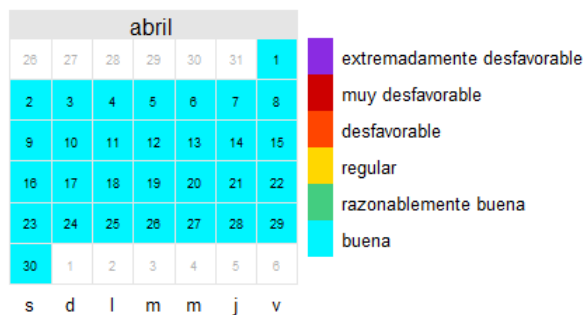 abril
26 27 28 29 30 31 1
2 3 4 5 6 7 8
9 10 11 12 13 14 15
16 17 18 19 20 21 22
23 24 25 26 27 28 29
30 1 2 3 4 5 6
s d l m m j v
extremadamente desfavorable
muy desfavorable
desfavorable
regular
razonablemente buena
buena